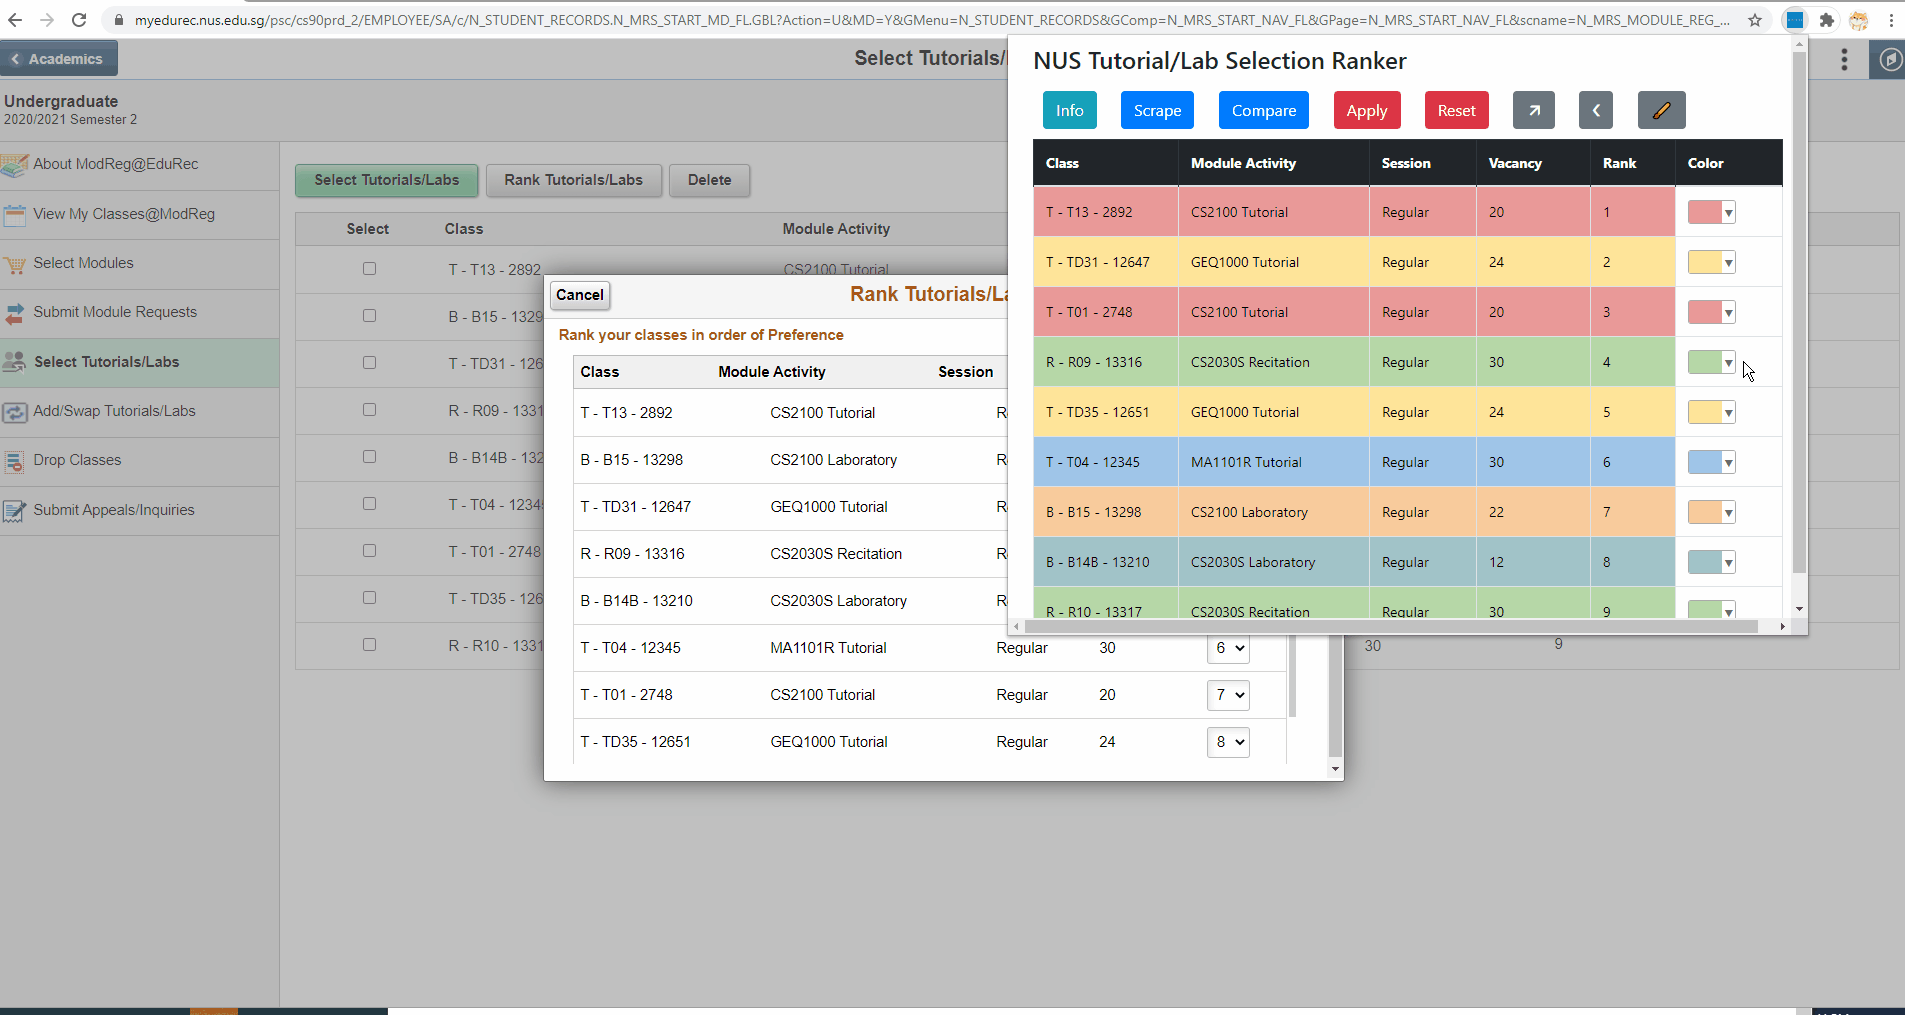 myedurec.nus.edu.sg/psc/cs90prd_2/EMPLOYEE/SA/c/N_STUDENT_RECORDS.N_MRS_START_MD_FL.GBL?Action=U&MD=Y&GMenu=N_STUDENT_RECORDS&GComp=N_MRS_START_NAV_FL&GPage=N_MRS_START_NAV_FL&scname=N_MRS_MODULE_REG_...
Academics
Select Tutorials/
Undergraduate
2020/2021 Semester 2
About ModReg@EduRec
View My Classes@ModReg
Select Modules
Submit Module Requests
Select Tutorials/Labs
Add/Swap Tutorials/Labs
Drop Classes
Submit Appeals/Inquiries
Select Tutorials/Labs Rank Tutorials/Labs Delete
Select Class Module Activity
T - T13 - 2892 CS2100 Tutorial
B - B15 - 1329
T - TD31 - 126
R - R09 - 1331
B - B14B - 132
T - T04 - 1234
T - T01 - 2748
T - TD35 - 126
R - R10 - 1331 30 9
Cancel Rank Tutorials/La
Rank your classes in order of Preference
Class Module Activity Session
T - T13 - 2892 CS2100 Tutorial R
B - B15 - 13298 CS2100 Laboratory R
T - TD31 - 12647 GEQ1000 Tutorial R
R - R09 - 13316 CS2030S Recitation R
B - B14B - 13210 CS2030S Laboratory R
T - T04 - 12345 MA1101R Tutorial Regular 30 6
T - T01 - 2748 CS2100 Tutorial Regular 20 7
T - TD35 - 12651 GEQ1000 Tutorial Regular 24 8
NUS Tutorial/Lab Selection Ranker
Info Scrape Compare Apply Reset
Class Module Activity Session Vacancy Rank Color
T - T13 - 2892 CS2100 Tutorial Regular 20 1
T - TD31 - 12647 GEQ1000 Tutorial Regular 24 2
T - T01 - 2748 CS2100 Tutorial Regular 20 3
R - R09 - 13316 CS2030S Recitation Regular 30 4
T - TD35 - 12651 GEQ1000 Tutorial Regular 24 5
T - T04 - 12345 MA1101R Tutorial Regular 30 6
B - B15 - 13298 CS2100 Laboratory Regular 22 7
B - B14B - 13210 CS2030S Laboratory Regular 12 8
R - R10 - 13317 CS2030S Recitation Regular 30 9